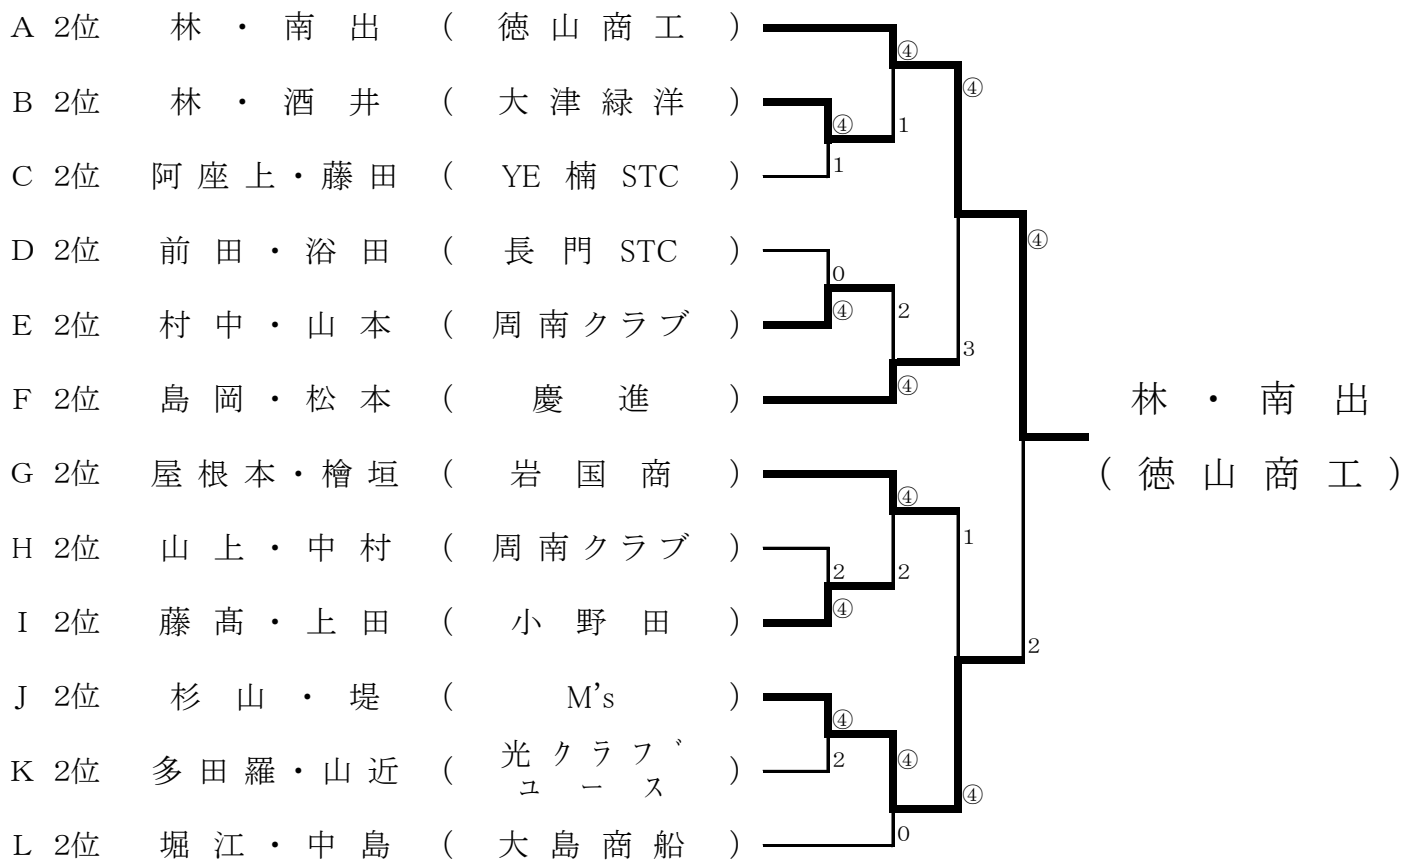 A 2位 林・南出 ( 徳山商工 )
④
④
B 2位 林・酒井 ( 大津緑洋 )
④
1
C 2位 阿座上・藤田 ( YE 楠 STC )
1
D 2位 前田・浴田 ( 長門 STC )
④
0
E 2位 村中・山本 ( 周南クラブ )
④
2
3
F 2位 島岡・松本 ( 慶進 )
④
林・南出
G 2位 屋根本・檜垣 ( 岩国商 )
(徳山商工)
④
1
H 2位 山上・中村 ( 周南クラブ )
2
2
I 2位 藤髙・上田 ( 小野田 )
④
2
J 2位 杉山・堤 ( M's )
④
K 2位 多田羅・山近 ( 光クラブユース )
2
④
④
L 2位 堀江・中島 ( 大島商船 )
0